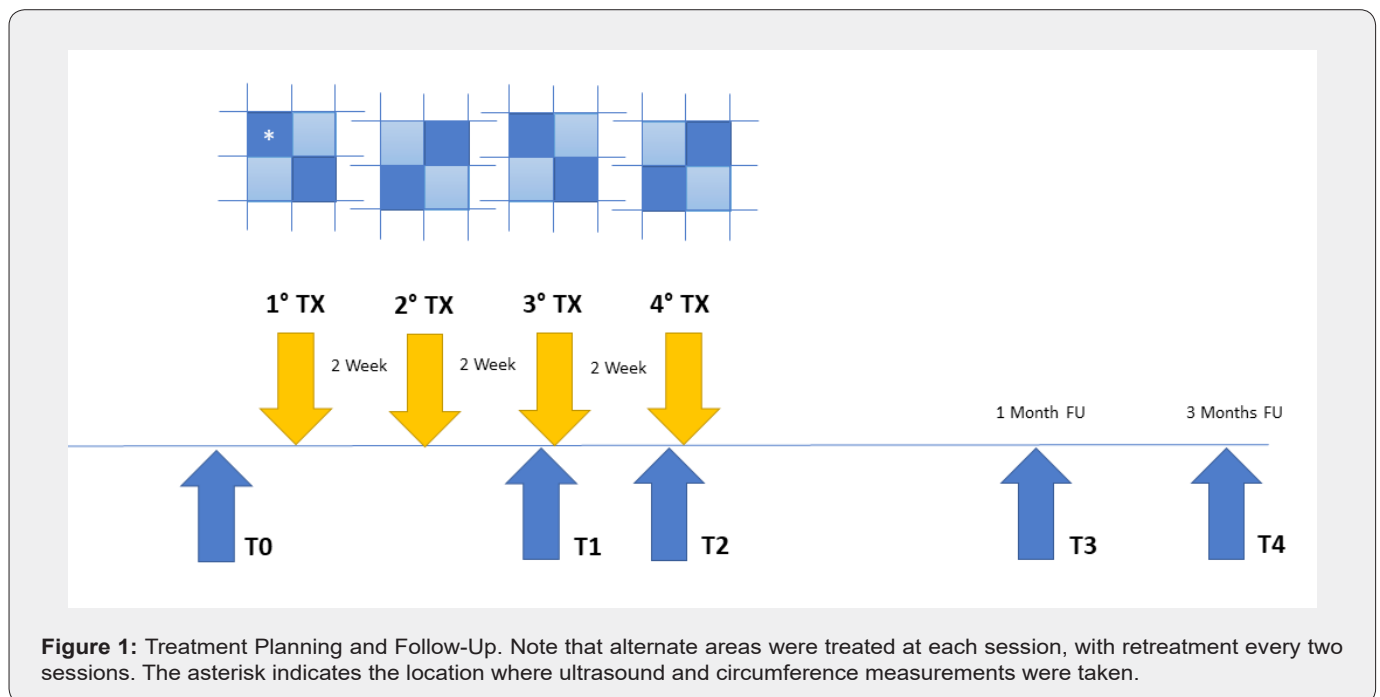 *
1° TX 2° TX 3° TX 4° TX
2 Week 2 Week 2 Week
1 Month FU 3 Months FU
T0 T1 T2 T3 T4
Figure 1: Treatment Planning and Follow-Up. Note that alternate areas were treated at each session, with retreatment every two
sessions. The asterisk indicates the location where ultrasound and circumference measurements were taken.